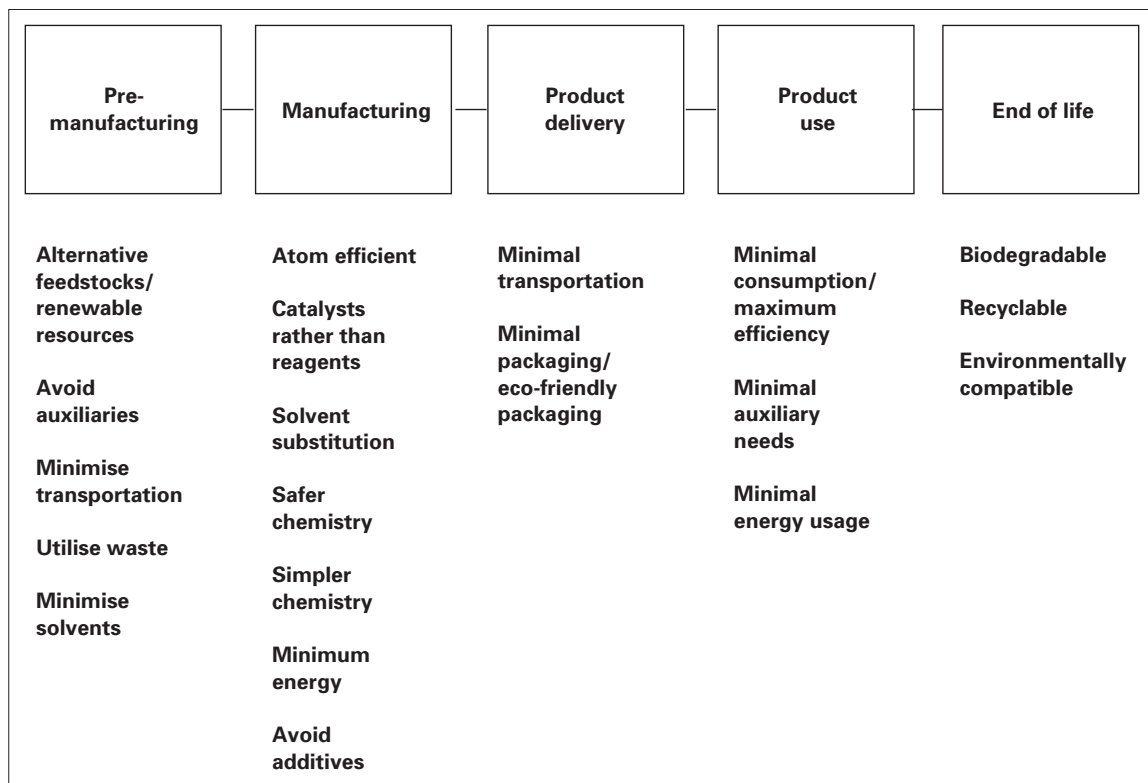 Pre-
manufacturing
Manufacturing
Product
delivery
Product
use
End of life
Alternative
feedstocks/
renewable
resources
Avoid
auxiliaries
Minimise
transportation
Utilise waste
Minimise
solvents
Atom efficient
Catalysts
rather than
reagents
Solvent
substitution
Safer
chemistry
Simpler
chemistry
Minimum
energy
Avoid
additives
Minimal
transportation
Minimal
packaging/
eco-friendly
packaging
Minimal
consumption/
maximum
efficiency
Minimal
auxiliary
needs
Minimal
energy usage
Biodegradable
Recyclable
Environmentally
compatible